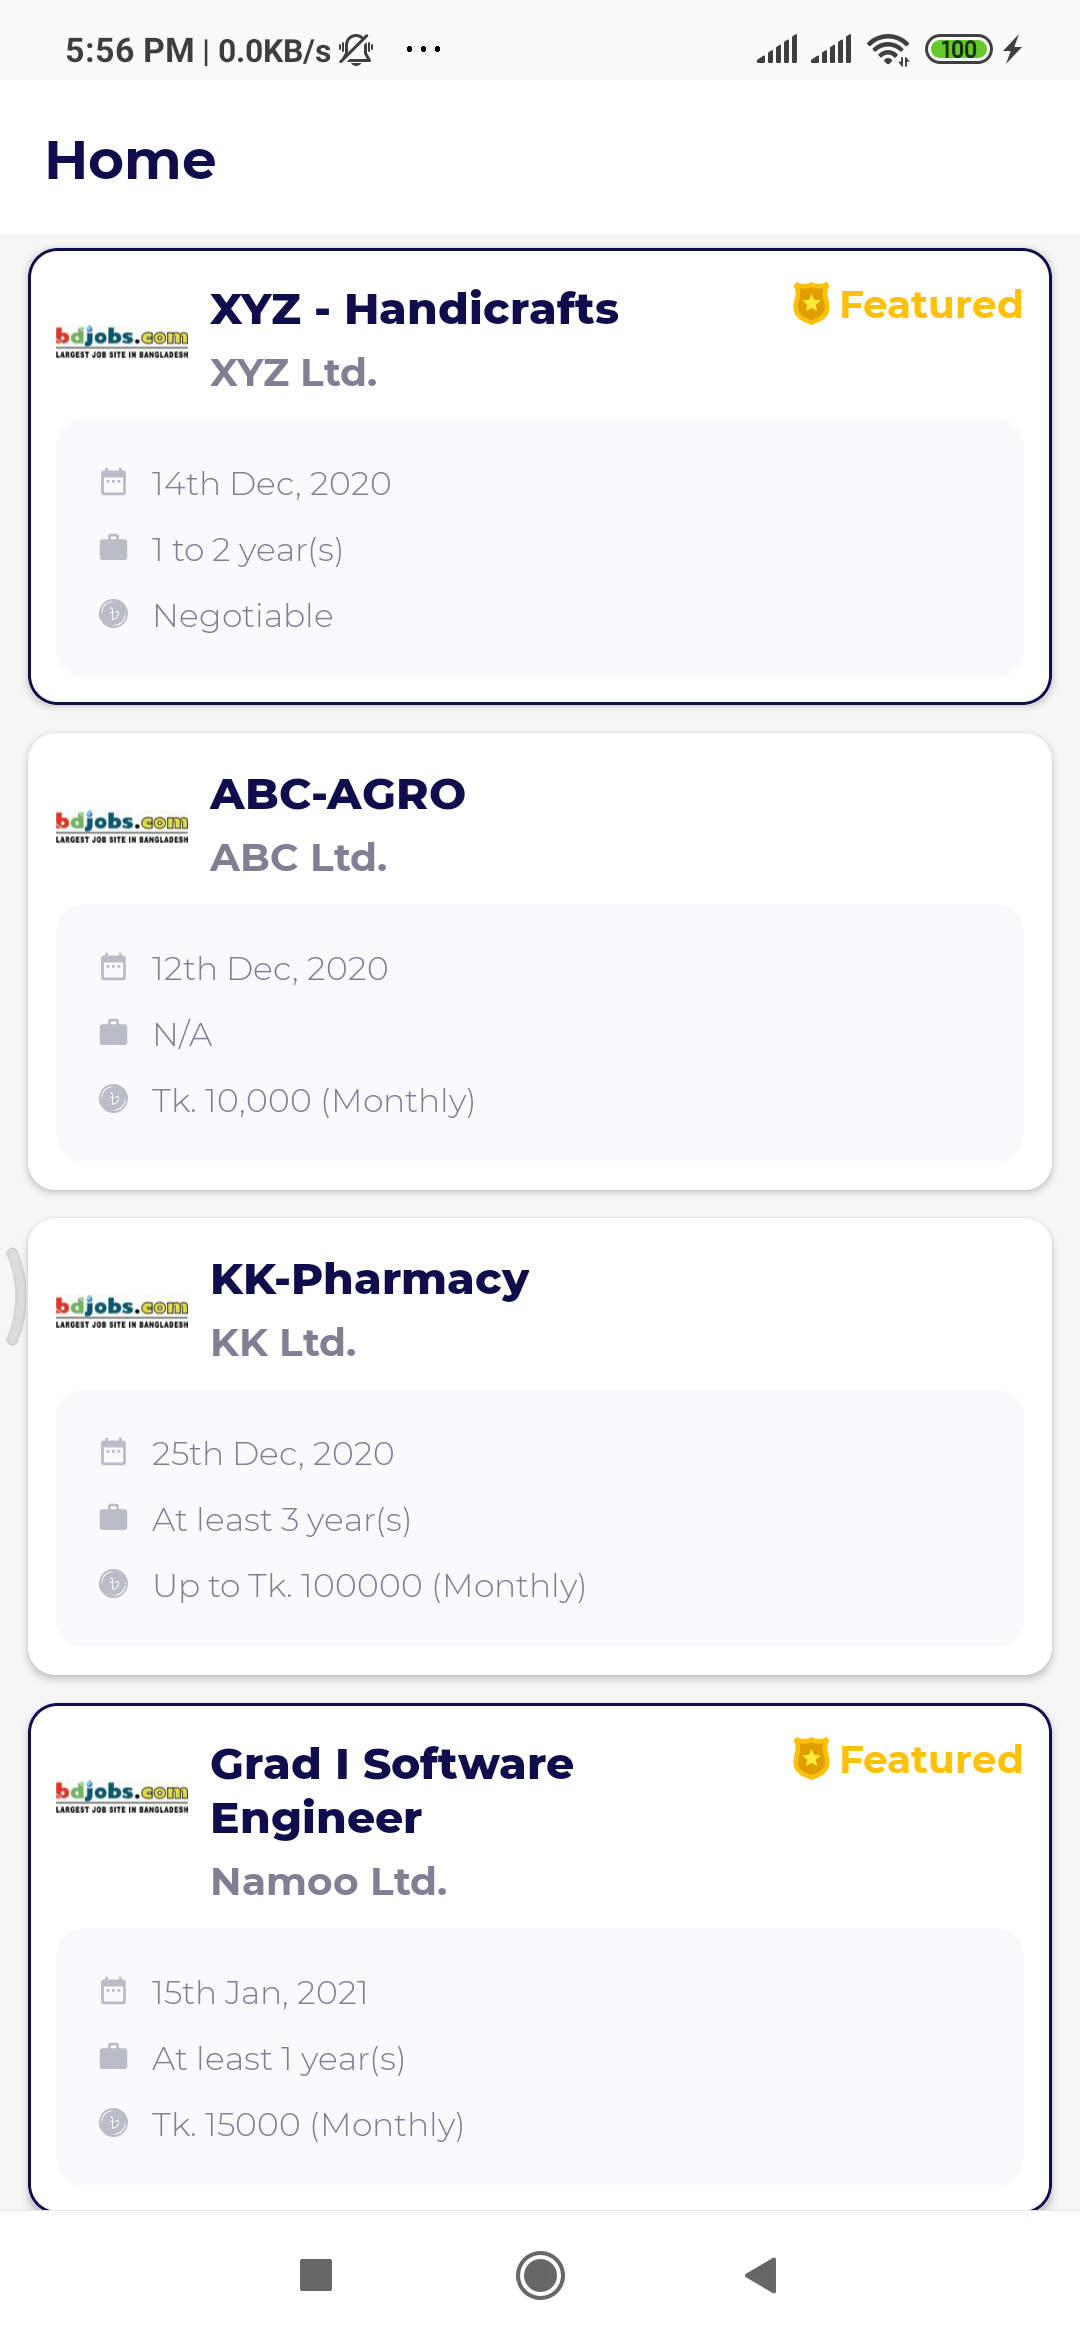 5:56 PM | 0.0KB/s ...
100
Home
bdjobs.com
LARGEST JOB SITE IN BANGLADESH
XYZ - Handicrafts
Featured
XYZ Ltd.
14th Dec, 2020
1 to 2 year(s)
৳ Negotiable
bdjobs.com
LARGEST JOB SITE IN BANGLADESH
ABC-AGRO
ABC Ltd.
12th Dec, 2020
N/A
৳ Tk. 10,000 (Monthly)
bdjobs.com
LARGEST JOB SITE IN BANGLADESH
KK-Pharmacy
KK Ltd.
25th Dec, 2020
At least 3 year(s)
৳ Up to Tk. 100000 (Monthly)
bdjobs.com
LARGEST JOB SITE IN BANGLADESH
Grad I Software
Engineer
Featured
Namoo Ltd.
15th Jan, 2021
At least 1 year(s)
৳ Tk. 15000 (Monthly)